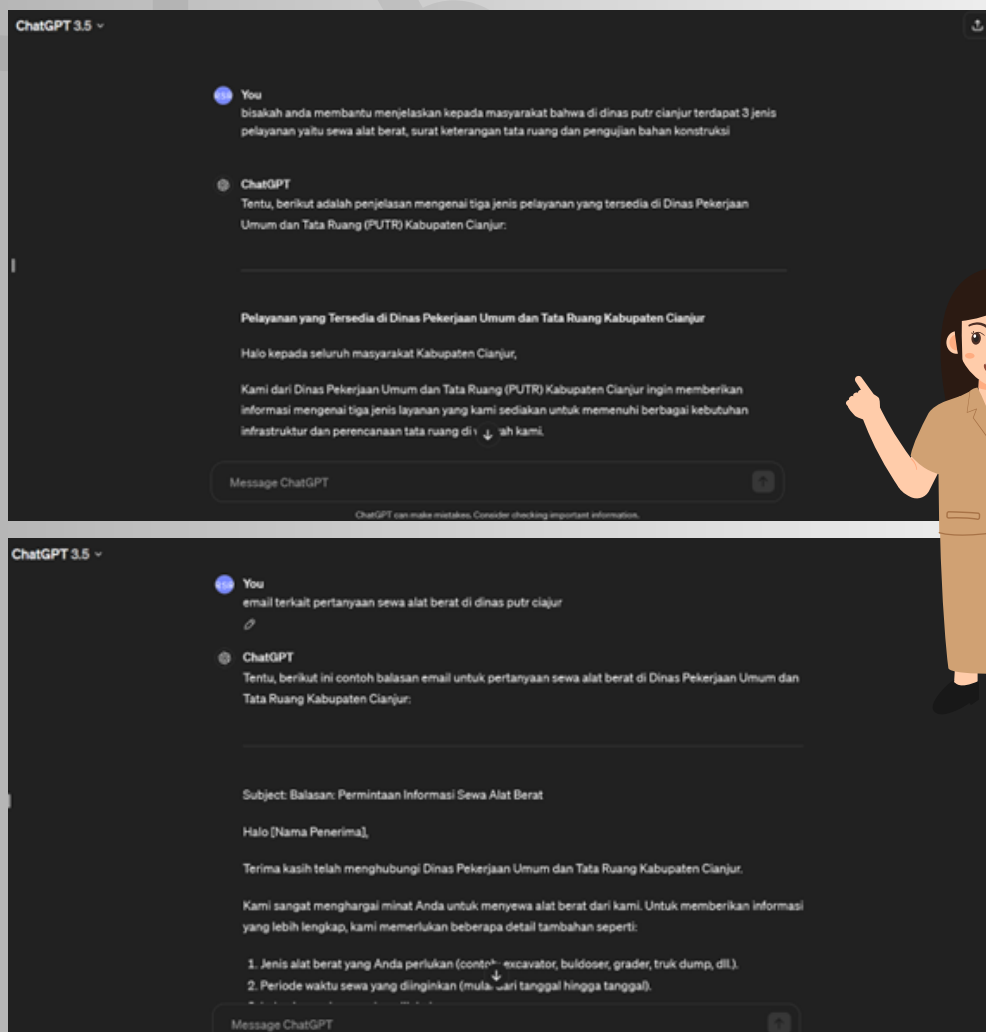 ChatGPT 3.5
You
bisakah anda membantu menjelaskan kepada masyarakat bahwa di dinas putr cianjur terdapat 3 jenis
pelayanan yaitu sewa alat berat, surat keterangan tata ruang dan pengujian bahan konstruksi
ChatGPT
Tentu, berikut adalah penjelasan mengenai tiga jenis pelayanan yang tersedia di Dinas Pekerjaan
Umum dan Tata Ruang (PUTR) Kabupaten Cianjur:
Pelayanan yang Tersedia di Dinas Pekerjaan Umum dan Tata Ruang Kabupaten Cianjur
Halo kepada seluruh masyarakat Kabupaten Cianjur,
Kami dari Dinas Pekerjaan Umum dan Tata Ruang (PUTR) Kabupaten Cianjur ingin memberikan
informasi mengenai tiga jenis layanan yang kami sediakan untuk memenuhi berbagai kebutuhan
infrastruktur dan perencanaan tata ruang di ah kami.
Message ChatGPT
ChatGPT can make mistakes. Consider checking important information.
ChatGPT 3.5
You
email terkait pertanyaan sewa alat berat di dinas putr ciajur
ChatGPT
Tentu, berikut ini contoh balasan email untuk pertanyaan sewa alat berat di Dinas Pekerjaan Umum dan
Tata Ruang Kabupaten Cianjur:
Subject: Balasan: Permintaan Informasi Sewa Alat Berat
Halo [Nama Penerima],
Terima kasih telah menghubungi Dinas Pekerjaan Umum dan Tata Ruang Kabupaten Cianjur.
Kami sangat menghargai minat Anda untuk menyewa alat berat dari kami. Untuk memberikan informasi
yang lebih lengkap, kami memerlukan beberapa detail tambahan seperti:
1. Jenis alat berat yang Anda perlukan (contoh: excavator, buldoser, grader, truk dump, dll.).
2. Periode waktu sewa yang diinginkan (mulai dari tanggal hingga tanggal).
Message ChatGPT